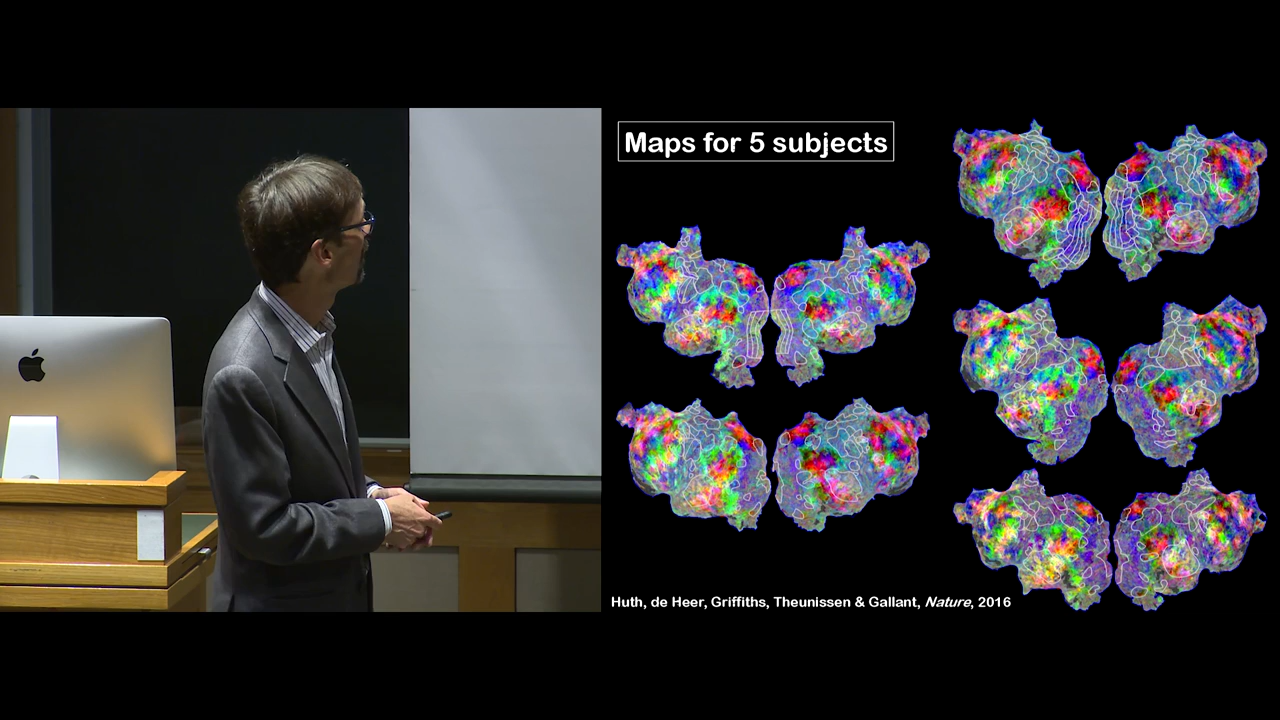 Maps for 5 subjects
Huth, de Heer, Griffiths, Theunissen & Gallant, Nature, 2016